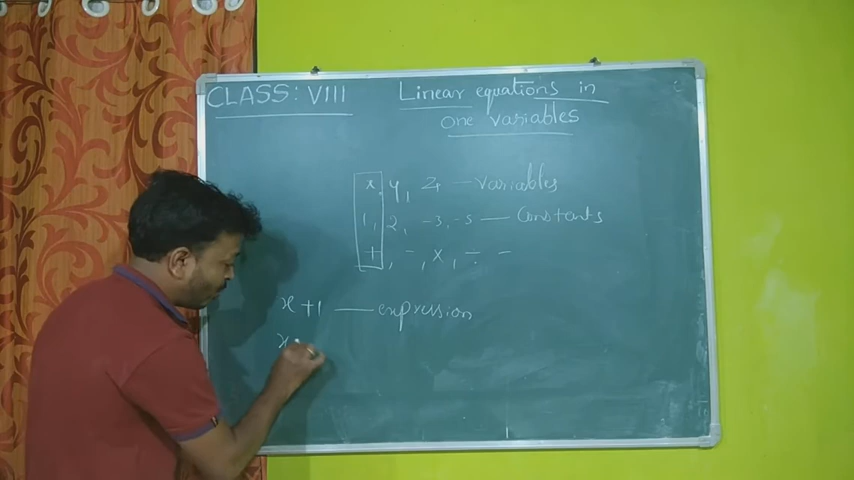 CLASS: VIII
Linear equations in
one variables
x, y, z — variables
1, 2, -3, -5 — Constants
+, -, x, ÷ -
x + 1 — expression
x